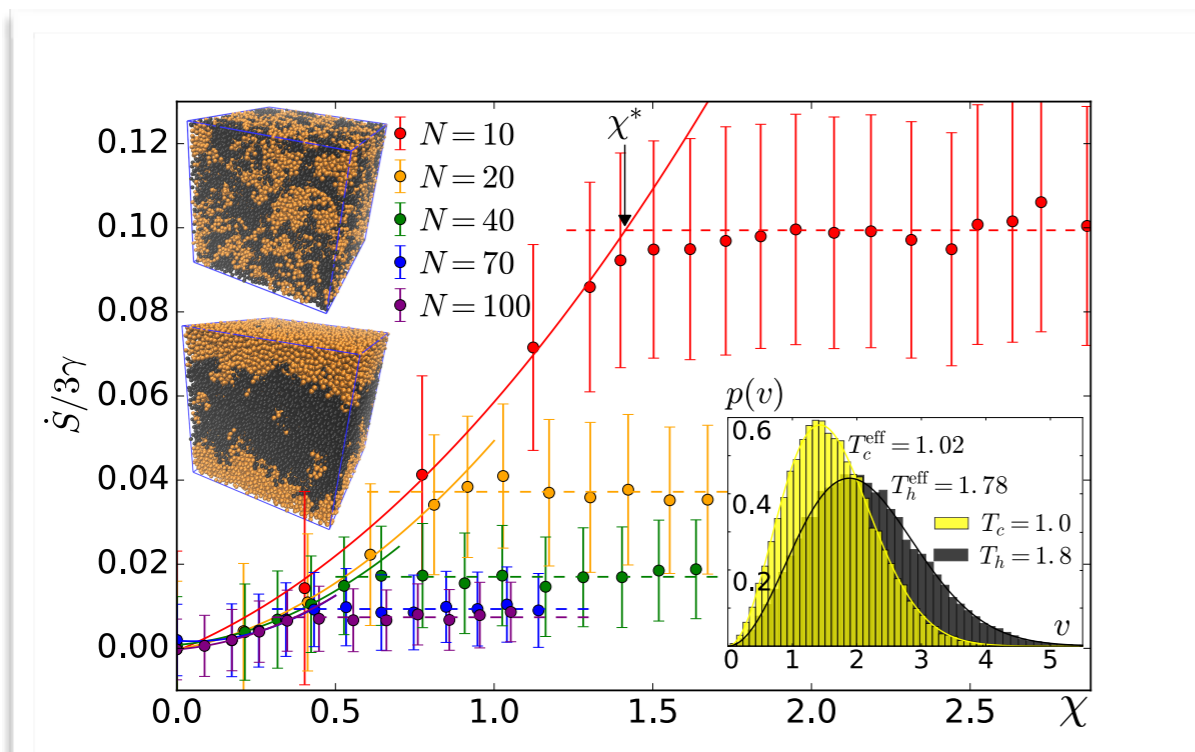 Ṡ/3γ
0.12
0.10
0.08
0.06
0.04
0.02
0.00
N = 10
N = 20
N = 40
N = 70
N = 100
χ*
p(v)
0.6
0.4
0.2
T_c^eff = 1.02
T_h^eff = 1.78
T_c = 1.0
T_h = 1.8
v
0 1 2 3 4 5
0.0 0.5 1.0 1.5 2.0 2.5 χ